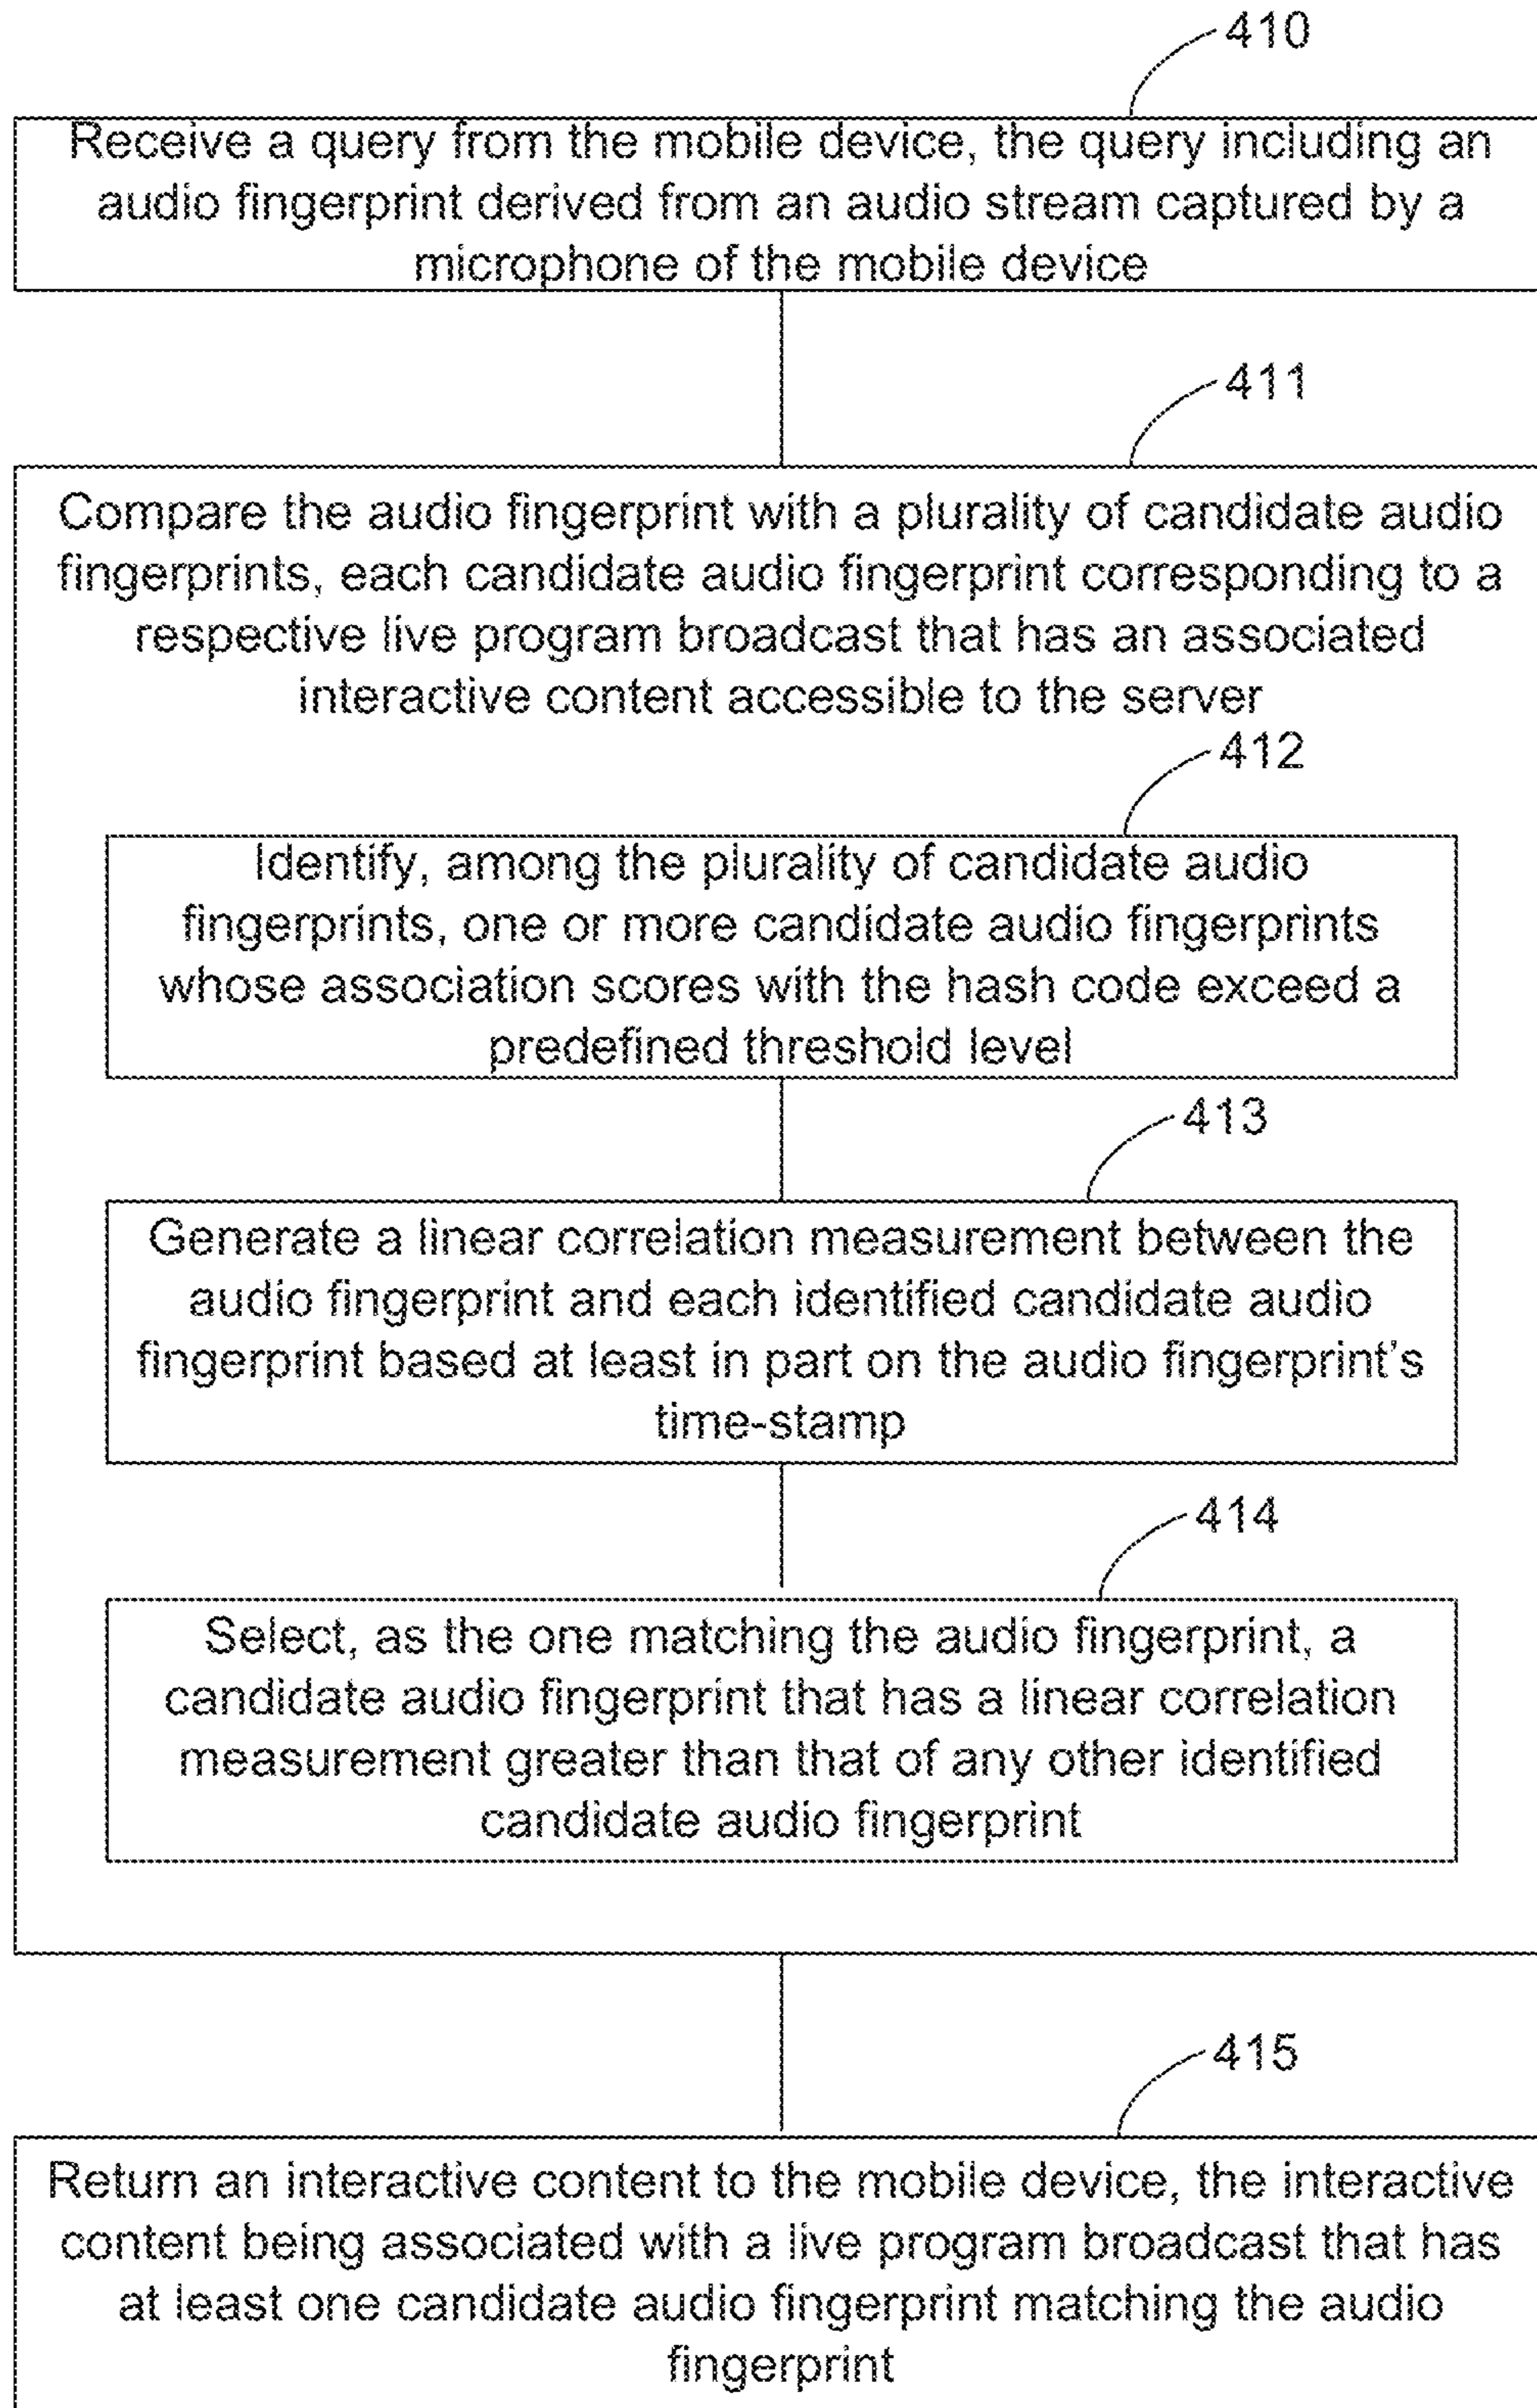 410
Receive a query from the mobile device, the query including an
audio fingerprint derived from an audio stream captured by a
microphone of the mobile device
411
Compare the audio fingerprint with a plurality of candidate audio
fingerprints, each candidate audio fingerprint corresponding to a
respective live program broadcast that has an associated
interactive content accessible to the server
412
Identify, among the plurality of candidate audio
fingerprints, one or more candidate audio fingerprints
whose association scores with the hash code exceed a
predefined threshold level
413
Generate a linear correlation measurement between the
audio fingerprint and each identified candidate audio
fingerprint based at least in part on the audio fingerprint's
time-stamp
414
Select, as the one matching the audio fingerprint, a
candidate audio fingerprint that has a linear correlation
measurement greater than that of any other identified
candidate audio fingerprint
415
Return an interactive content to the mobile device, the interactive
content being associated with a live program broadcast that has
at least one candidate audio fingerprint matching the audio
fingerprint